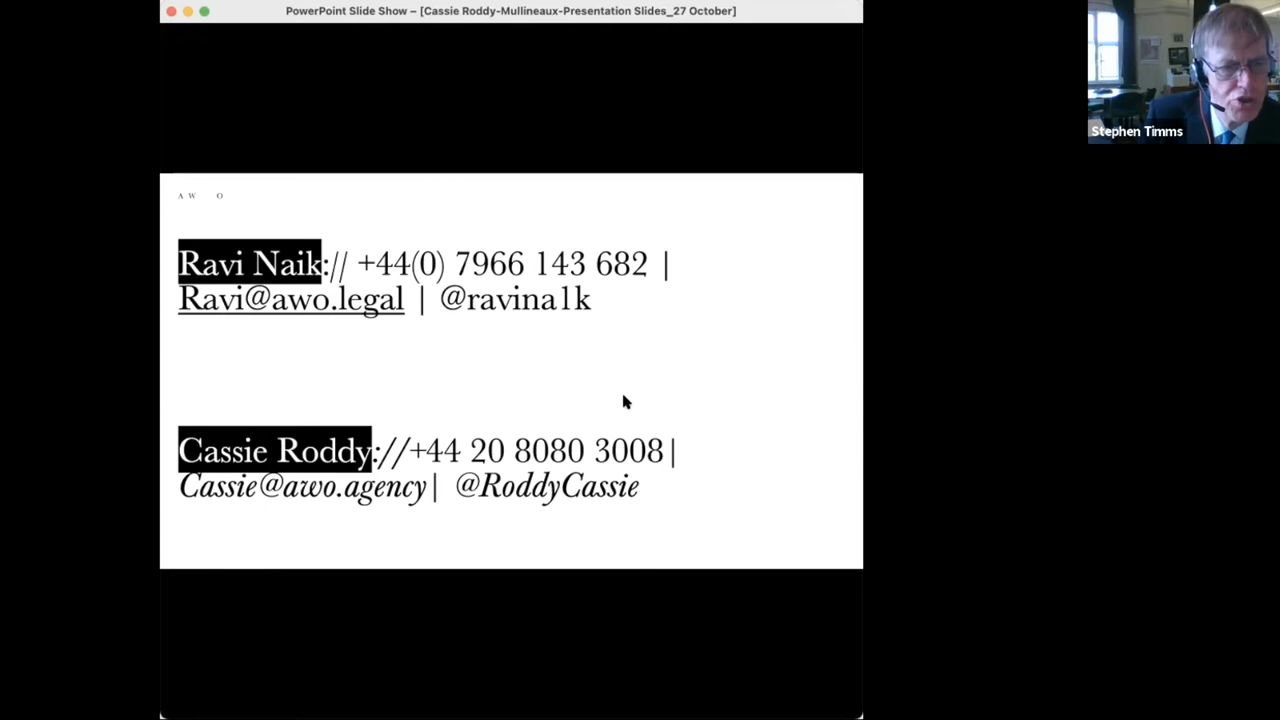 PowerPoint Slide Show – [Cassie Roddy-Mullineaux-Presentation Slides_27 October]
Stephen Timms
A W O
Ravi Naik:// +44(0) 7966 143 682 |
Ravi@awo.legal | @ravina1k
Cassie Roddy://+44 20 8080 3008|
Cassie@awo.agency| @RoddyCassie